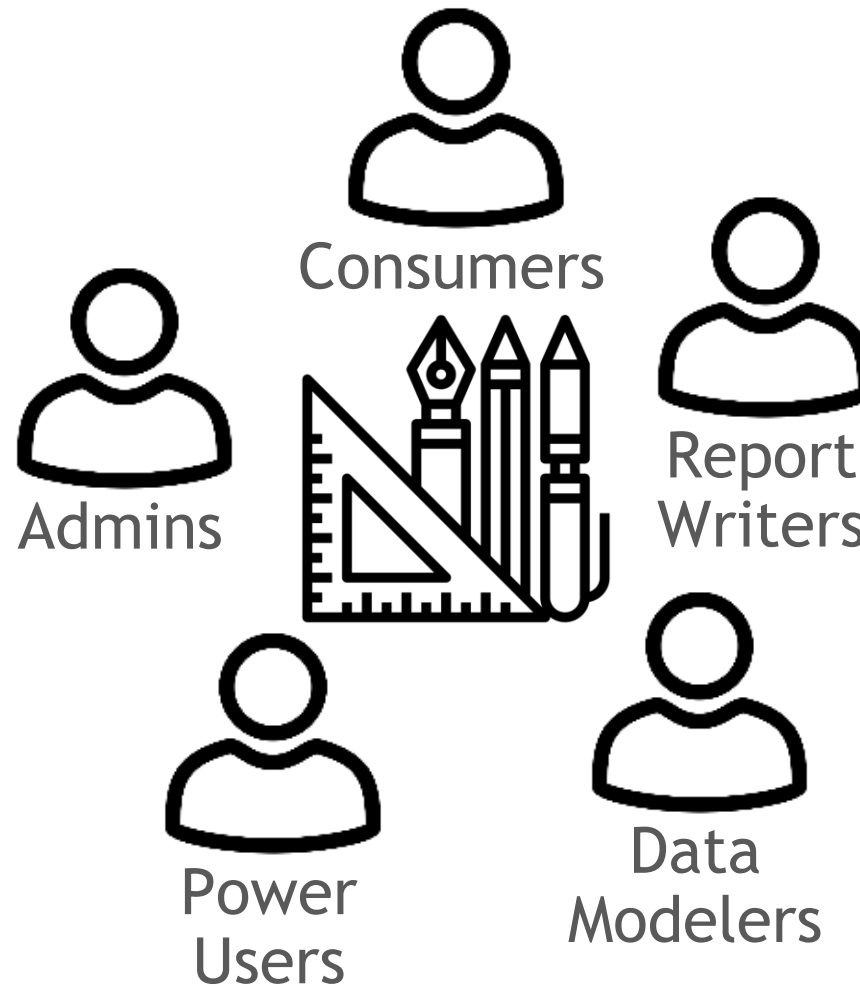 Consumers
Admins
Report
Writers
Power
Users
Data
Modelers